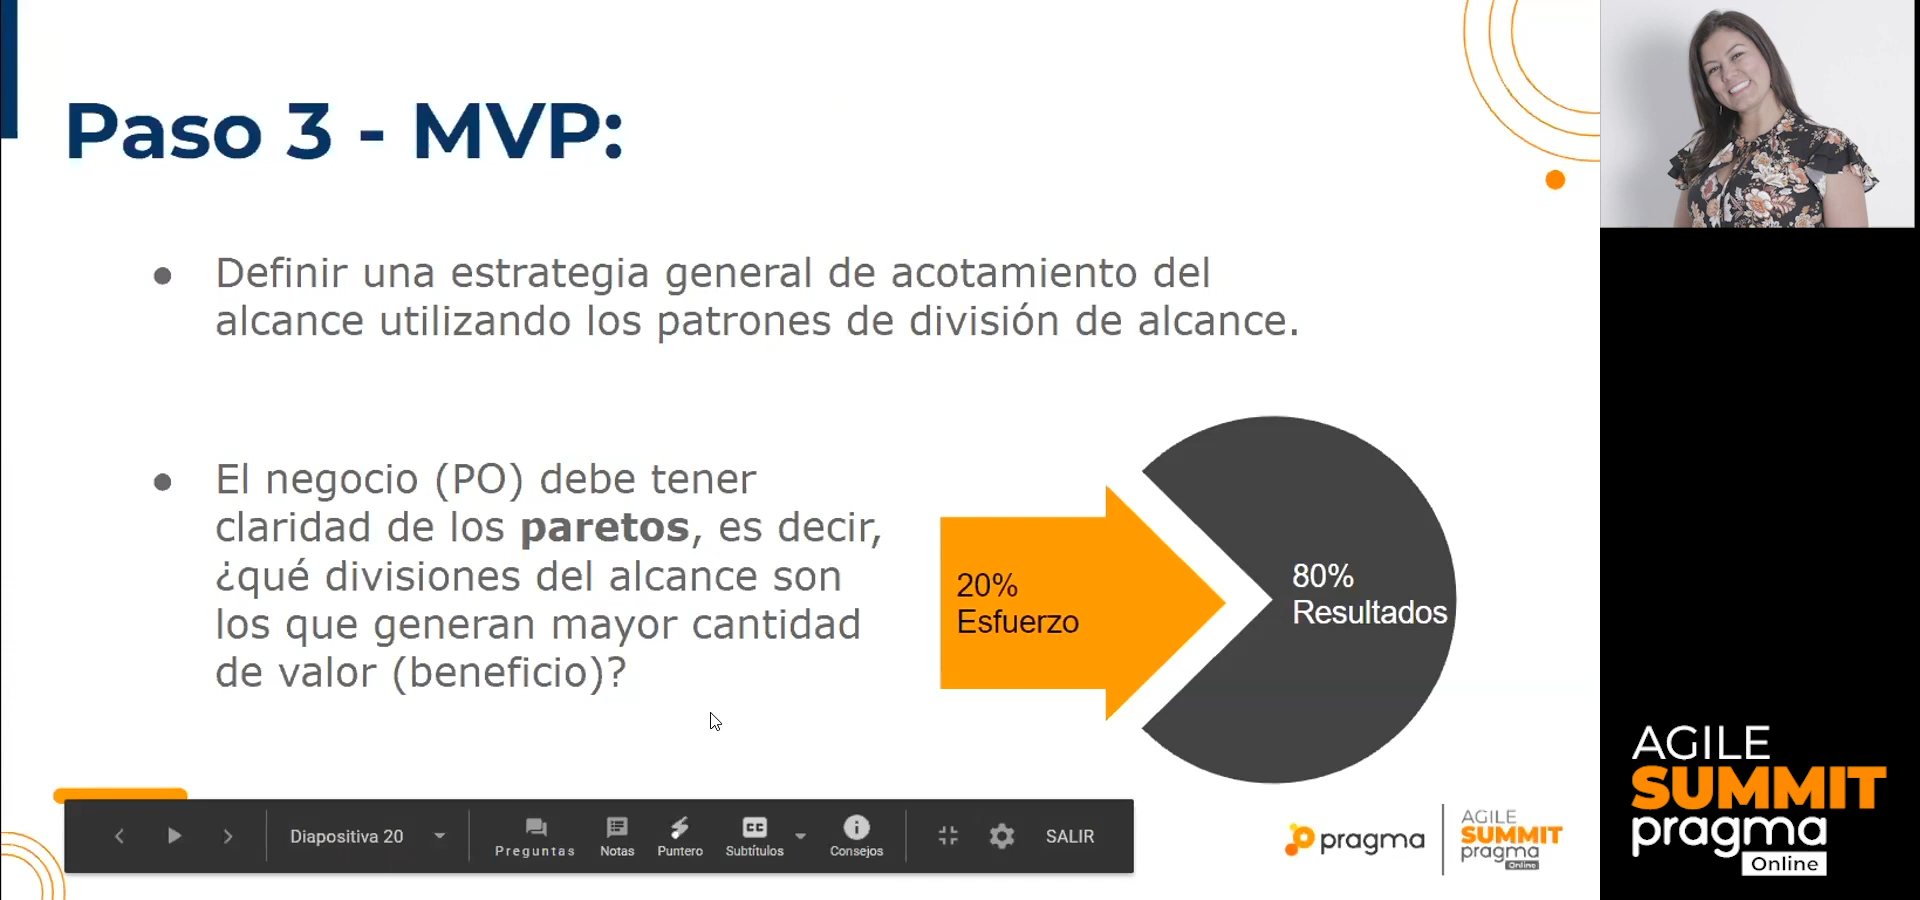 Paso 3 - MVP:
● Definir una estrategia general de acotamiento del
alcance utilizando los patrones de división de alcance.
● El negocio (PO) debe tener
claridad de los paretos, es decir,
¿qué divisiones del alcance son
los que generan mayor cantidad
de valor (beneficio)?
20%
Esfuerzo
80%
Resultados
Diapositiva 20
Preguntas
Notas
Puntero
CC
Subtítulos
Consejos
SALIR
pragma
AGILE
SUMMIT
pragma
Online
AGILE
SUMMIT
pragma
Online